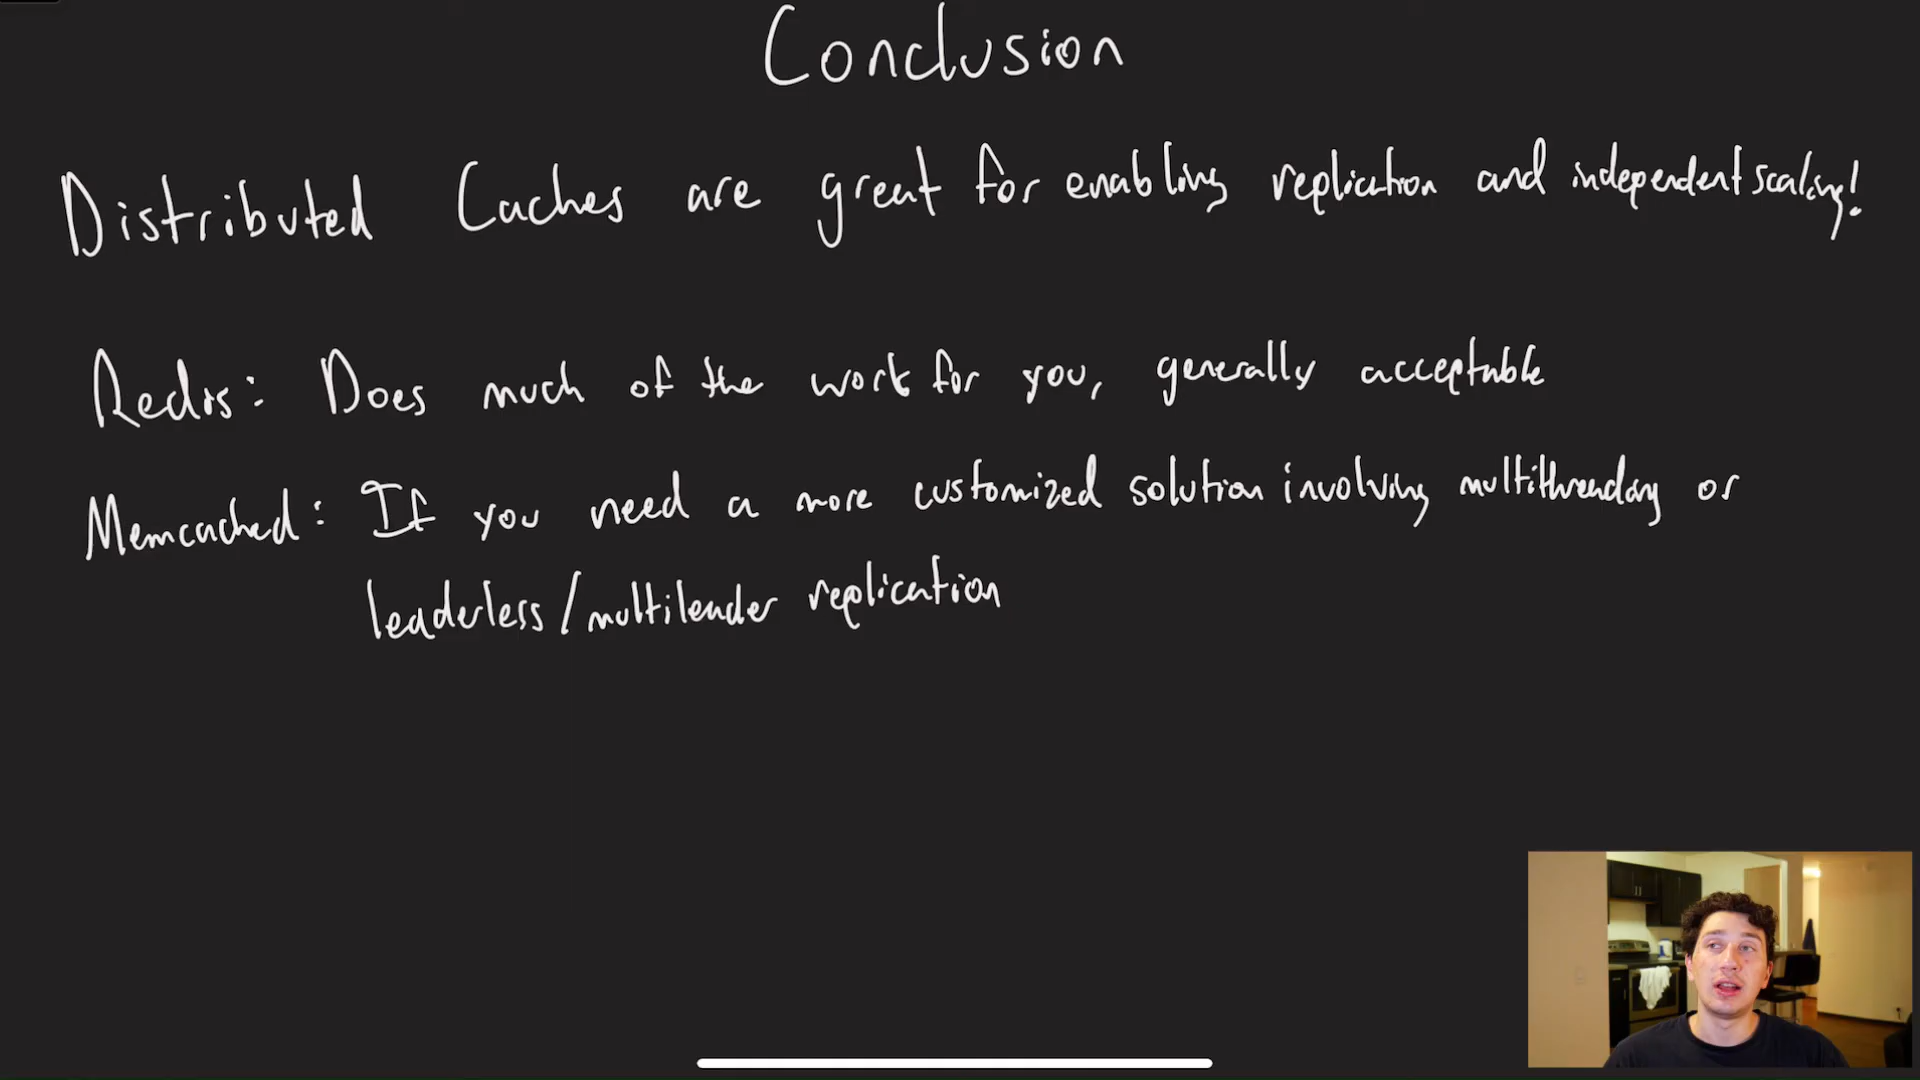 Conclusion
Distributed Caches are great for enabling replication and independent scaling!
Redis: Does much of the work for you, generally acceptable
Memcached: If you need a more customized solution involving multithreading or
leaderless/multileader replication